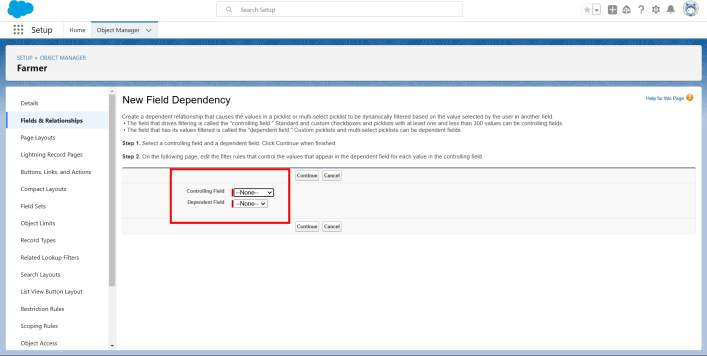 Search Setup
Setup
Home
Object Manager
SETUP > OBJECT MANAGER
Farmer
Details
Fields & Relationships
Page Layouts
Lightning Record Pages
Buttons, Links, and Actions
Compact Layouts
Field Sets
Object Limits
Record Types
Related Lookup Filters
Search Layouts
List View Button Layout
Restriction Rules
Scoping Rules
Object Access
New Field Dependency
Help for this Page
Create a dependent relationship that causes the values in a picklist or multi-select picklist to be dynamically filtered based on the value selected by the user in another field.
• The field that drives filtering is called the "controlling field." Standard and custom checkboxes and picklists with at least one and less than 300 values can be controlling fields.
• The field that has its values filtered is called the "dependent field." Custom picklists and multi-select picklists can be dependent fields.
Step 1. Select a controlling field and a dependent field. Click Continue when finished.
Step 2. On the following page, edit the filter rules that control the values that appear in the dependent field for each value in the controlling field.
Continue Cancel
Controlling Field --None--
Dependent Field --None--
Continue Cancel